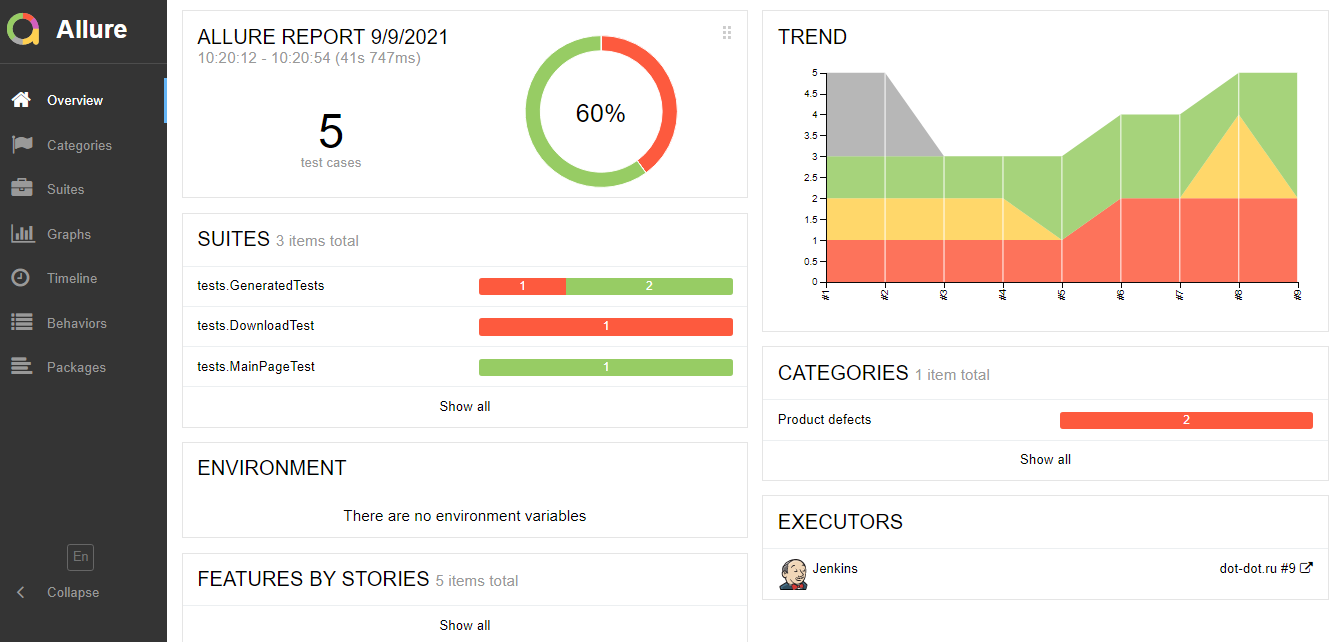 Allure
Overview
Categories
Suites
Graphs
Timeline
Behaviors
Packages
En
Collapse
ALLURE REPORT 9/9/2021
10:20:12 - 10:20:54 (41s 747ms)
5
test cases
60%
SUITES 3 items total
tests.GeneratedTests 1 2
tests.DownloadTest 1
tests.MainPageTest 1
Show all
ENVIRONMENT
There are no environment variables
FEATURES BY STORIES 5 items total
Show all
TREND
5
4.5
4
3.5
3
2.5
2
1.5
1
0.5
0
#1 #2 #3 #4 #5 #6 #7 #8 #9
CATEGORIES 1 item total
Product defects 2
Show all
EXECUTORS
Jenkins dot-dot.ru #9